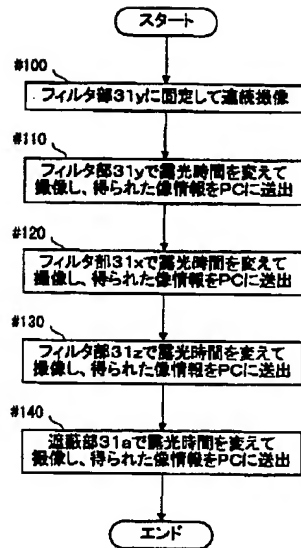 スタート
#100
フィルタ部31yに固定して連続撮像
#110
フィルタ部31yで露光時間を変えて
撮像し、得られた像情報をPCに送出
#120
フィルタ部31xで露光時間を変えて
撮像し、得られた像情報をPCに送出
#130
フィルタ部31zで露光時間を変えて
撮像し、得られた像情報をPCに送出
#140
遮蔽部31aで露光時間を変えて
撮像し、得られた像情報をPCに送出
エンド